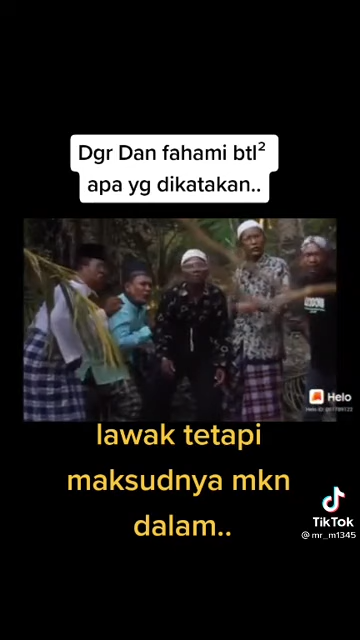 Dgr Dan fahami btl²
apa yg dikatakan..
Helo
lawak tetapi
maksudnya mkn
dalam..
TikTok
@mr_m1345